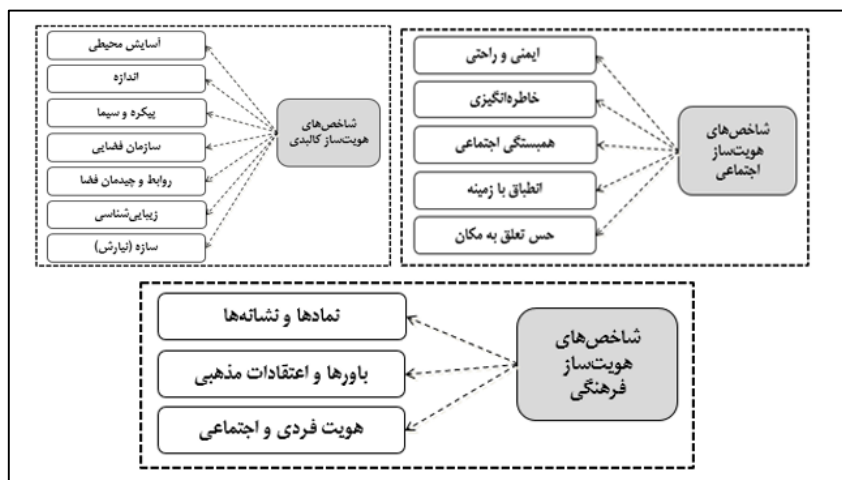 شاخص‌های
هویت‌ساز
اجتماعی
ایمنی و راحتی
خاطره‌انگیزی
همبستگی اجتماعی
انطباق با زمینه
حس تعلق به مکان
شاخص‌های
هویت‌ساز کالبدی
آسایش محیطی
اندازه
پیکره و سیما
سازمان فضایی
روابط و چیدمان فضا
زیبایی‌شناسی
سازه (نیارش)
شاخص‌های
هویت‌ساز
فرهنگی
نمادها و نشانه‌ها
باورها و اعتقادات مذهبی
هویت فردی و اجتماعی